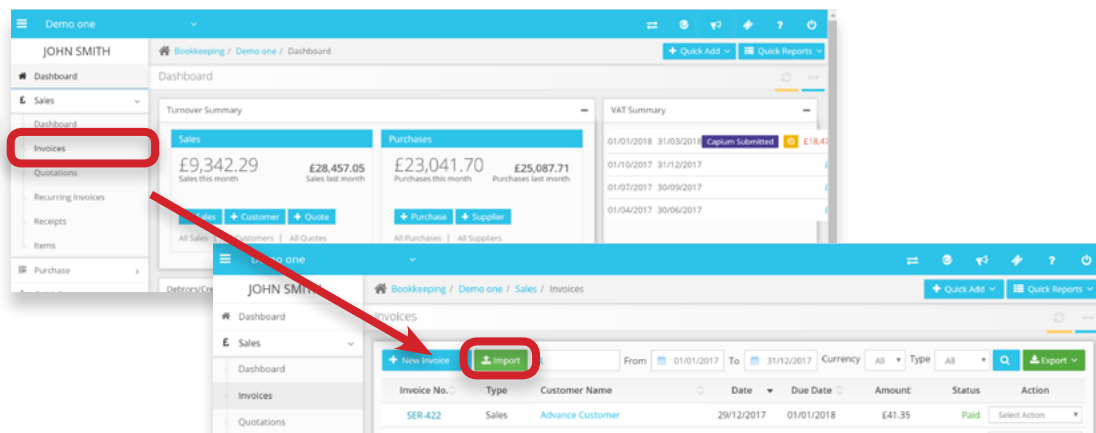 Demo one
JOHN SMITH
Bookkeeping / Demo one / Dashboard
+ Quick Add
Quick Reports
Dashboard
Dashboard
£ Sales
Turnover Summary
VAT Summary
Dashboard
Sales
Purchases
01/01/2018 31/03/2018 Capium Submitted
Invoices
£9,342.29
£28,457.05
£23,041.70
£25,087.71
01/10/2017 31/12/2017
Sales this month
Sales last month
Purchases this month
Purchases last month
Quotations
01/07/2017 30/09/2017
Recurring Invoices
01/04/2017 30/06/2017
Receipts
Sales
+ Customer
+ Quote
+ Purchase
+ Supplier
Items
All Sales | Customers | All Quotes
All Purchases | All Suppliers
Purchase
Demo one
JOHN SMITH
Bookkeeping / Demo one / Sales / Invoices
+ Quick Add
Quick Reports
Dashboard
Invoices
£ Sales
Dashboard
+ New Invoice
Import
From 01/01/2017 To 31/12/2017 Currency All Type All
Export
Invoices
Invoice No. Type Customer Name Date Due Date Amount Status Action
SER-422 Sales Advance Customer 29/12/2017 01/01/2018 £41.35 Paid Select Action
Quotations